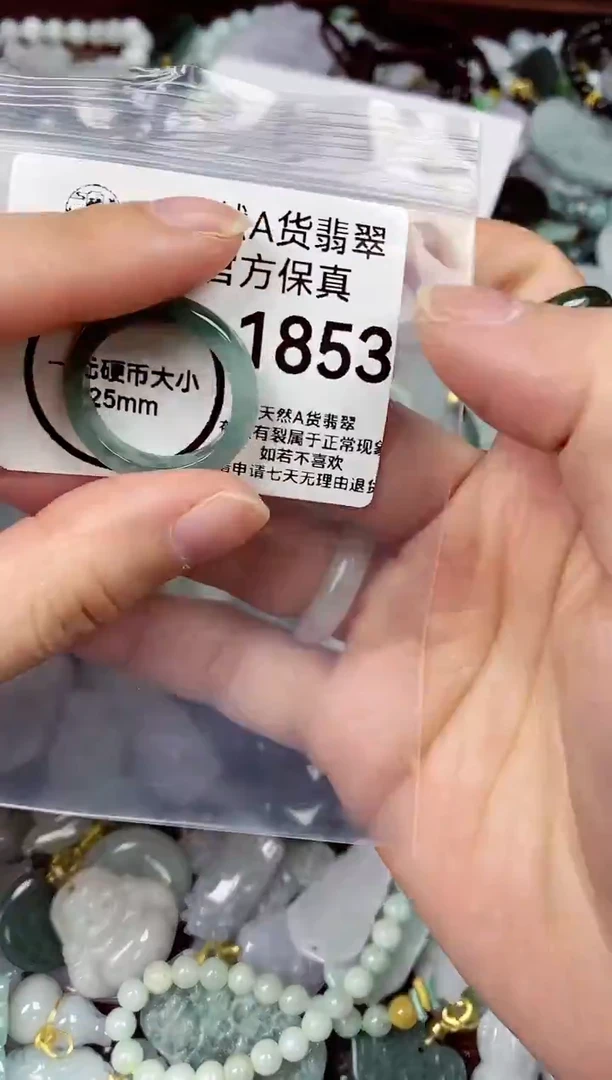 A货翡翠
官方保真
1853
元硬币大小
25mm
天然A货翡翠
有裂属于正常现象
如若不喜欢
申请七天无理由退货